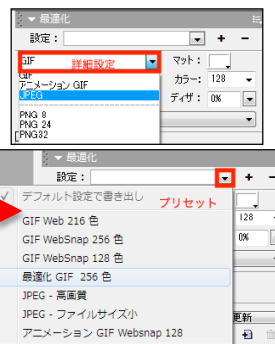 最適化
設定：
GIF 詳細設定
マット：
GIF
アニメーション GIF
JPEG
カラー： 128
ディザ： 0%
PNG 8
PNG 24
PNG32
最適化
設定：
デフォルト設定で書き出し
プリセット
GIF Web 216 色
GIF WebSnap 256 色
GIF WebSnap 128 色
最適化 GIF 256 色
JPEG - 高画質
JPEG - ファイルサイズ小
アニメーション GIF Websnap 128
128
0%
更新